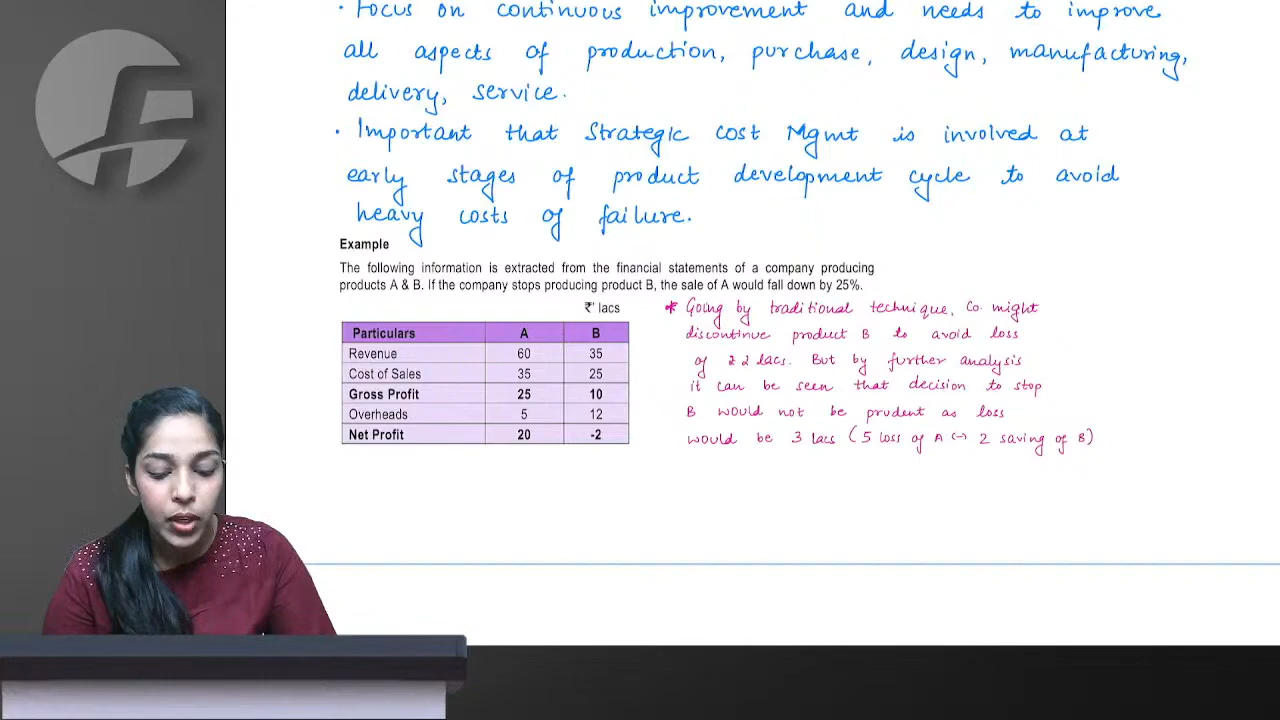 · Focus on continuous improvement and needs to improve
all aspects of production, purchase, design, manufacturing,
delivery, service.
· Important that Strategic Cost Mgmt is involved at
early stages of product development cycle to avoid
heavy costs of failure.
Example
The following information is extracted from the financial statements of a company producing
products A & B. If the company stops producing product B, the sale of A would fall down by 25%.
₹' lacs
Particulars A B
Revenue 60 35
Cost of Sales 35 25
Gross Profit 25 10
Overheads 5 12
Net Profit 20 -2
* Going by traditional technique, Co. might
discontinue product B to avoid loss
of ₹2 lacs. But by further analysis
it can be seen that decision to stop
B would not be prudent as loss
would be 3 lacs (5 loss of A (-) 2 saving of B)